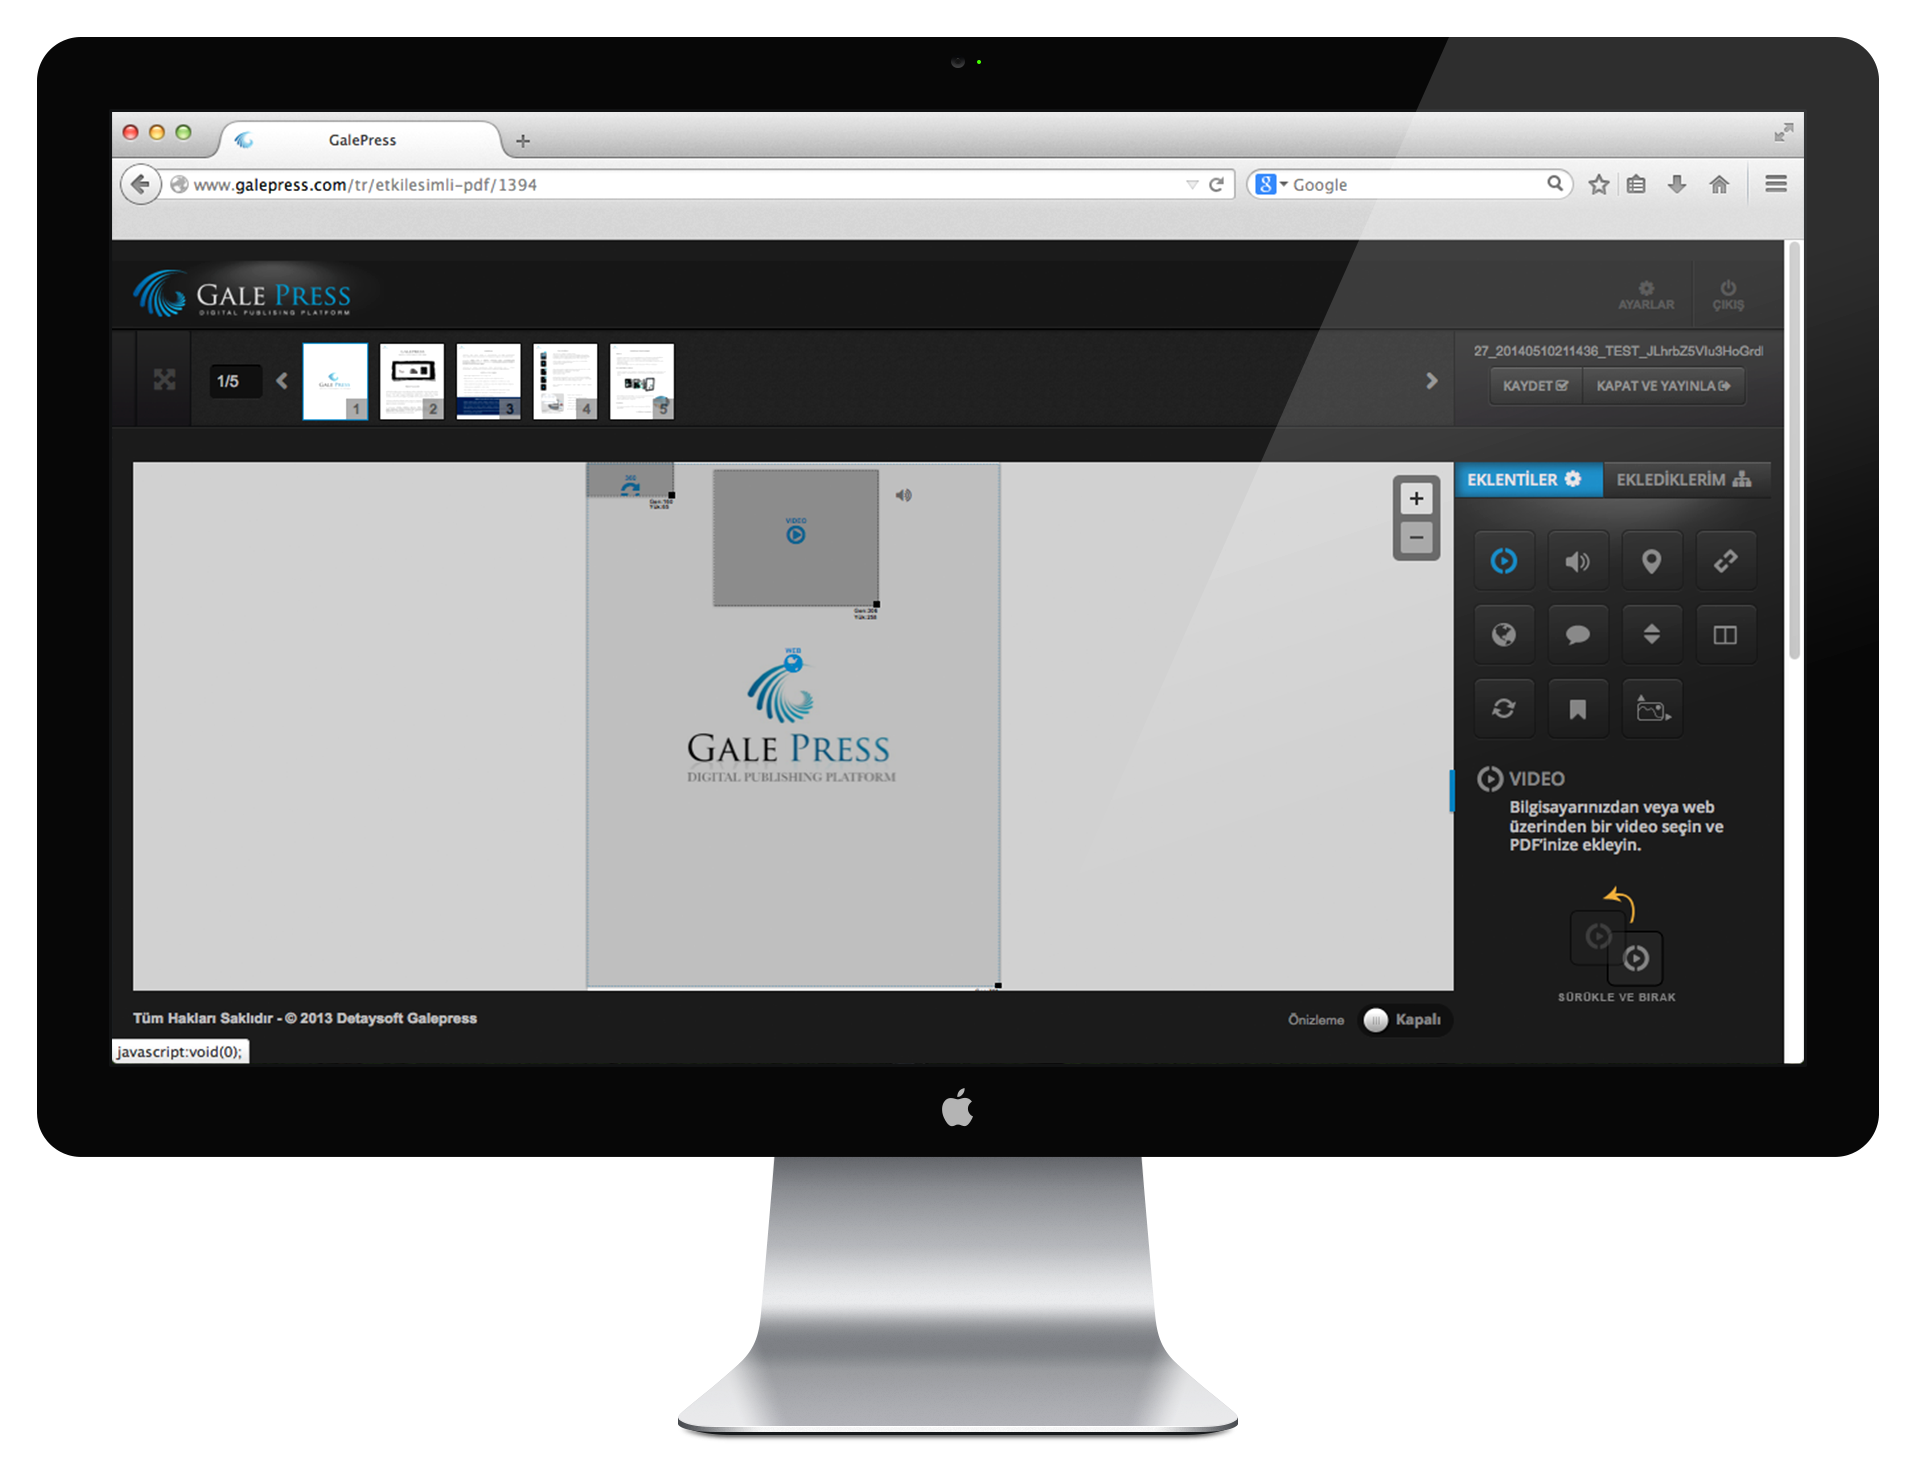 GalePress
www.galepress.com/tr/etkilesimli-pdf/1394
Google
GALE PRESS
DIGITAL PUBLISING PLATFORM
AYARLAR
ÇIKIŞ
1/5
1
2
3
4
5
27_20140510211436_TEST_JLhrbZ5VIu3HoGrdl
KAYDET
KAPAT VE YAYINLA
EKLENTİLER
EKLEDİKLERİM
360
VIDEO
WEB
GALE PRESS
DIGITAL PUBLISHING PLATFORM
VIDEO
Bilgisayarınızdan veya web
üzerinden bir video seçin ve
PDF'inize ekleyin.
SÜRÜKLE VE BIRAK
Tüm Hakları Saklıdır - © 2013 Detaysoft Galepress
Önizleme
Kapalı
javascript:void(0);